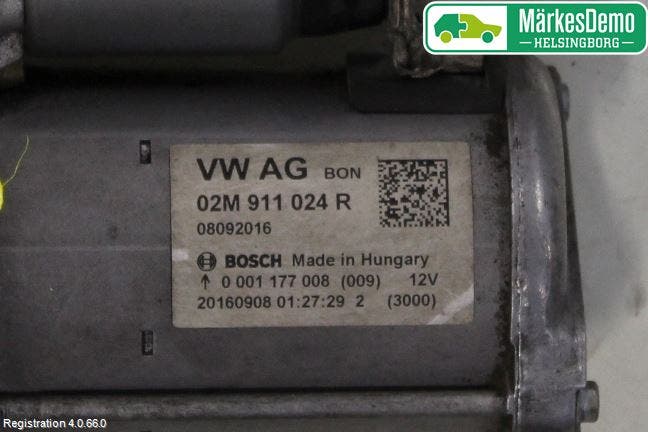 MärkesDemo
HELSINGBORG
VW AG BON
02M 911 024 R
08092016
BOSCH Made in Hungary
↑ 0 001 177 008 (009) 12V
20160908 01:27:29 2 (3000)
Registration 4.0.66.0